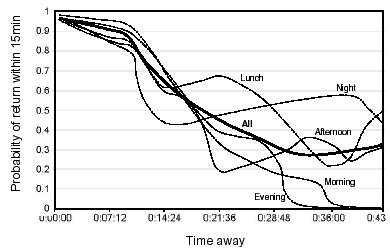 Probability of return within 15min
1
0.9
0.8
0.7
0.6
0.5
0.4
0.3
0.2
0.1
0
Lunch
Night
All
Afternoon
Morning
Evening
0:00:00 0:07:12 0:14:24 0:21:36 0:28:48 0:36:00 0:43
Time away